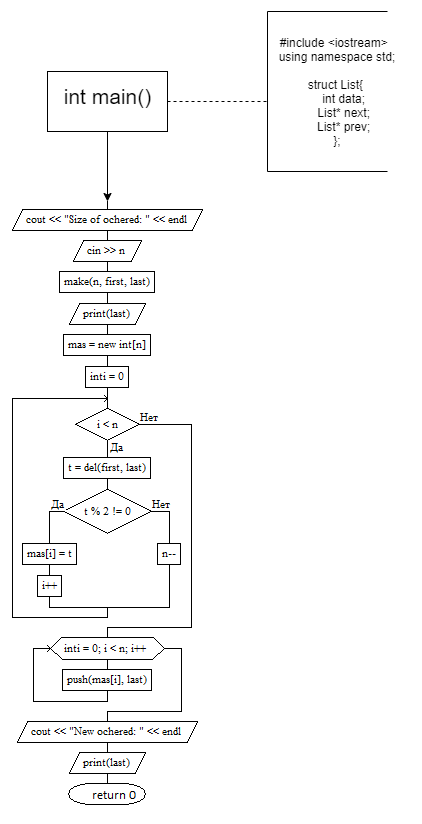 #include <iostream>
using namespace std;
struct List{
int data;
List* next;
List* prev;
};
int main()
cout << "Size of ochered: " << endl
cin >> n
make(n, first, last)
print(last)
mas = new int[n]
inti = 0
i < n
Нет
Да
t = del(first, last)
Да
t % 2 != 0
Нет
mas[i] = t
n--
i++
inti = 0; i < n; i++
push(mas[i], last)
cout << "New ochered: " << endl
print(last)
return 0